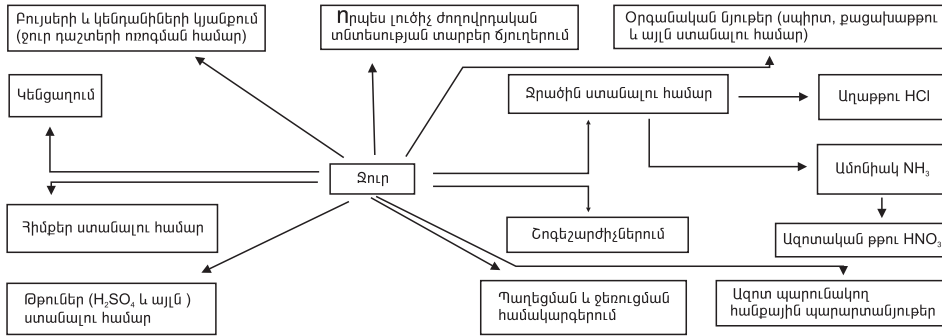 Բույսերի և կենդանիների կյանքում
(ջուր դաշտերի ոռոգման համար)
Որպես լուծիչ ժողովրդական
տնտեսության տարբեր ճյուղերում
Օրգանական նյութեր (սպիրտ, քացախաթթու
և այլն ստանալու համար)
Կենցաղում
Ջրածին ստանալու համար
Աղաթթու HCl
Ջուր
Ամոնիակ NH₃
Հիմքեր ստանալու համար
Շոգեշարժիչներում
Ազոտական թթու HNO₃
Թթուներ (H₂SO₄ և այլն )
ստանալու համար
Պաղեցման և ջեռուցման
համակարգերում
Ազոտ պարունակող
հանքային պարարտանյութեր